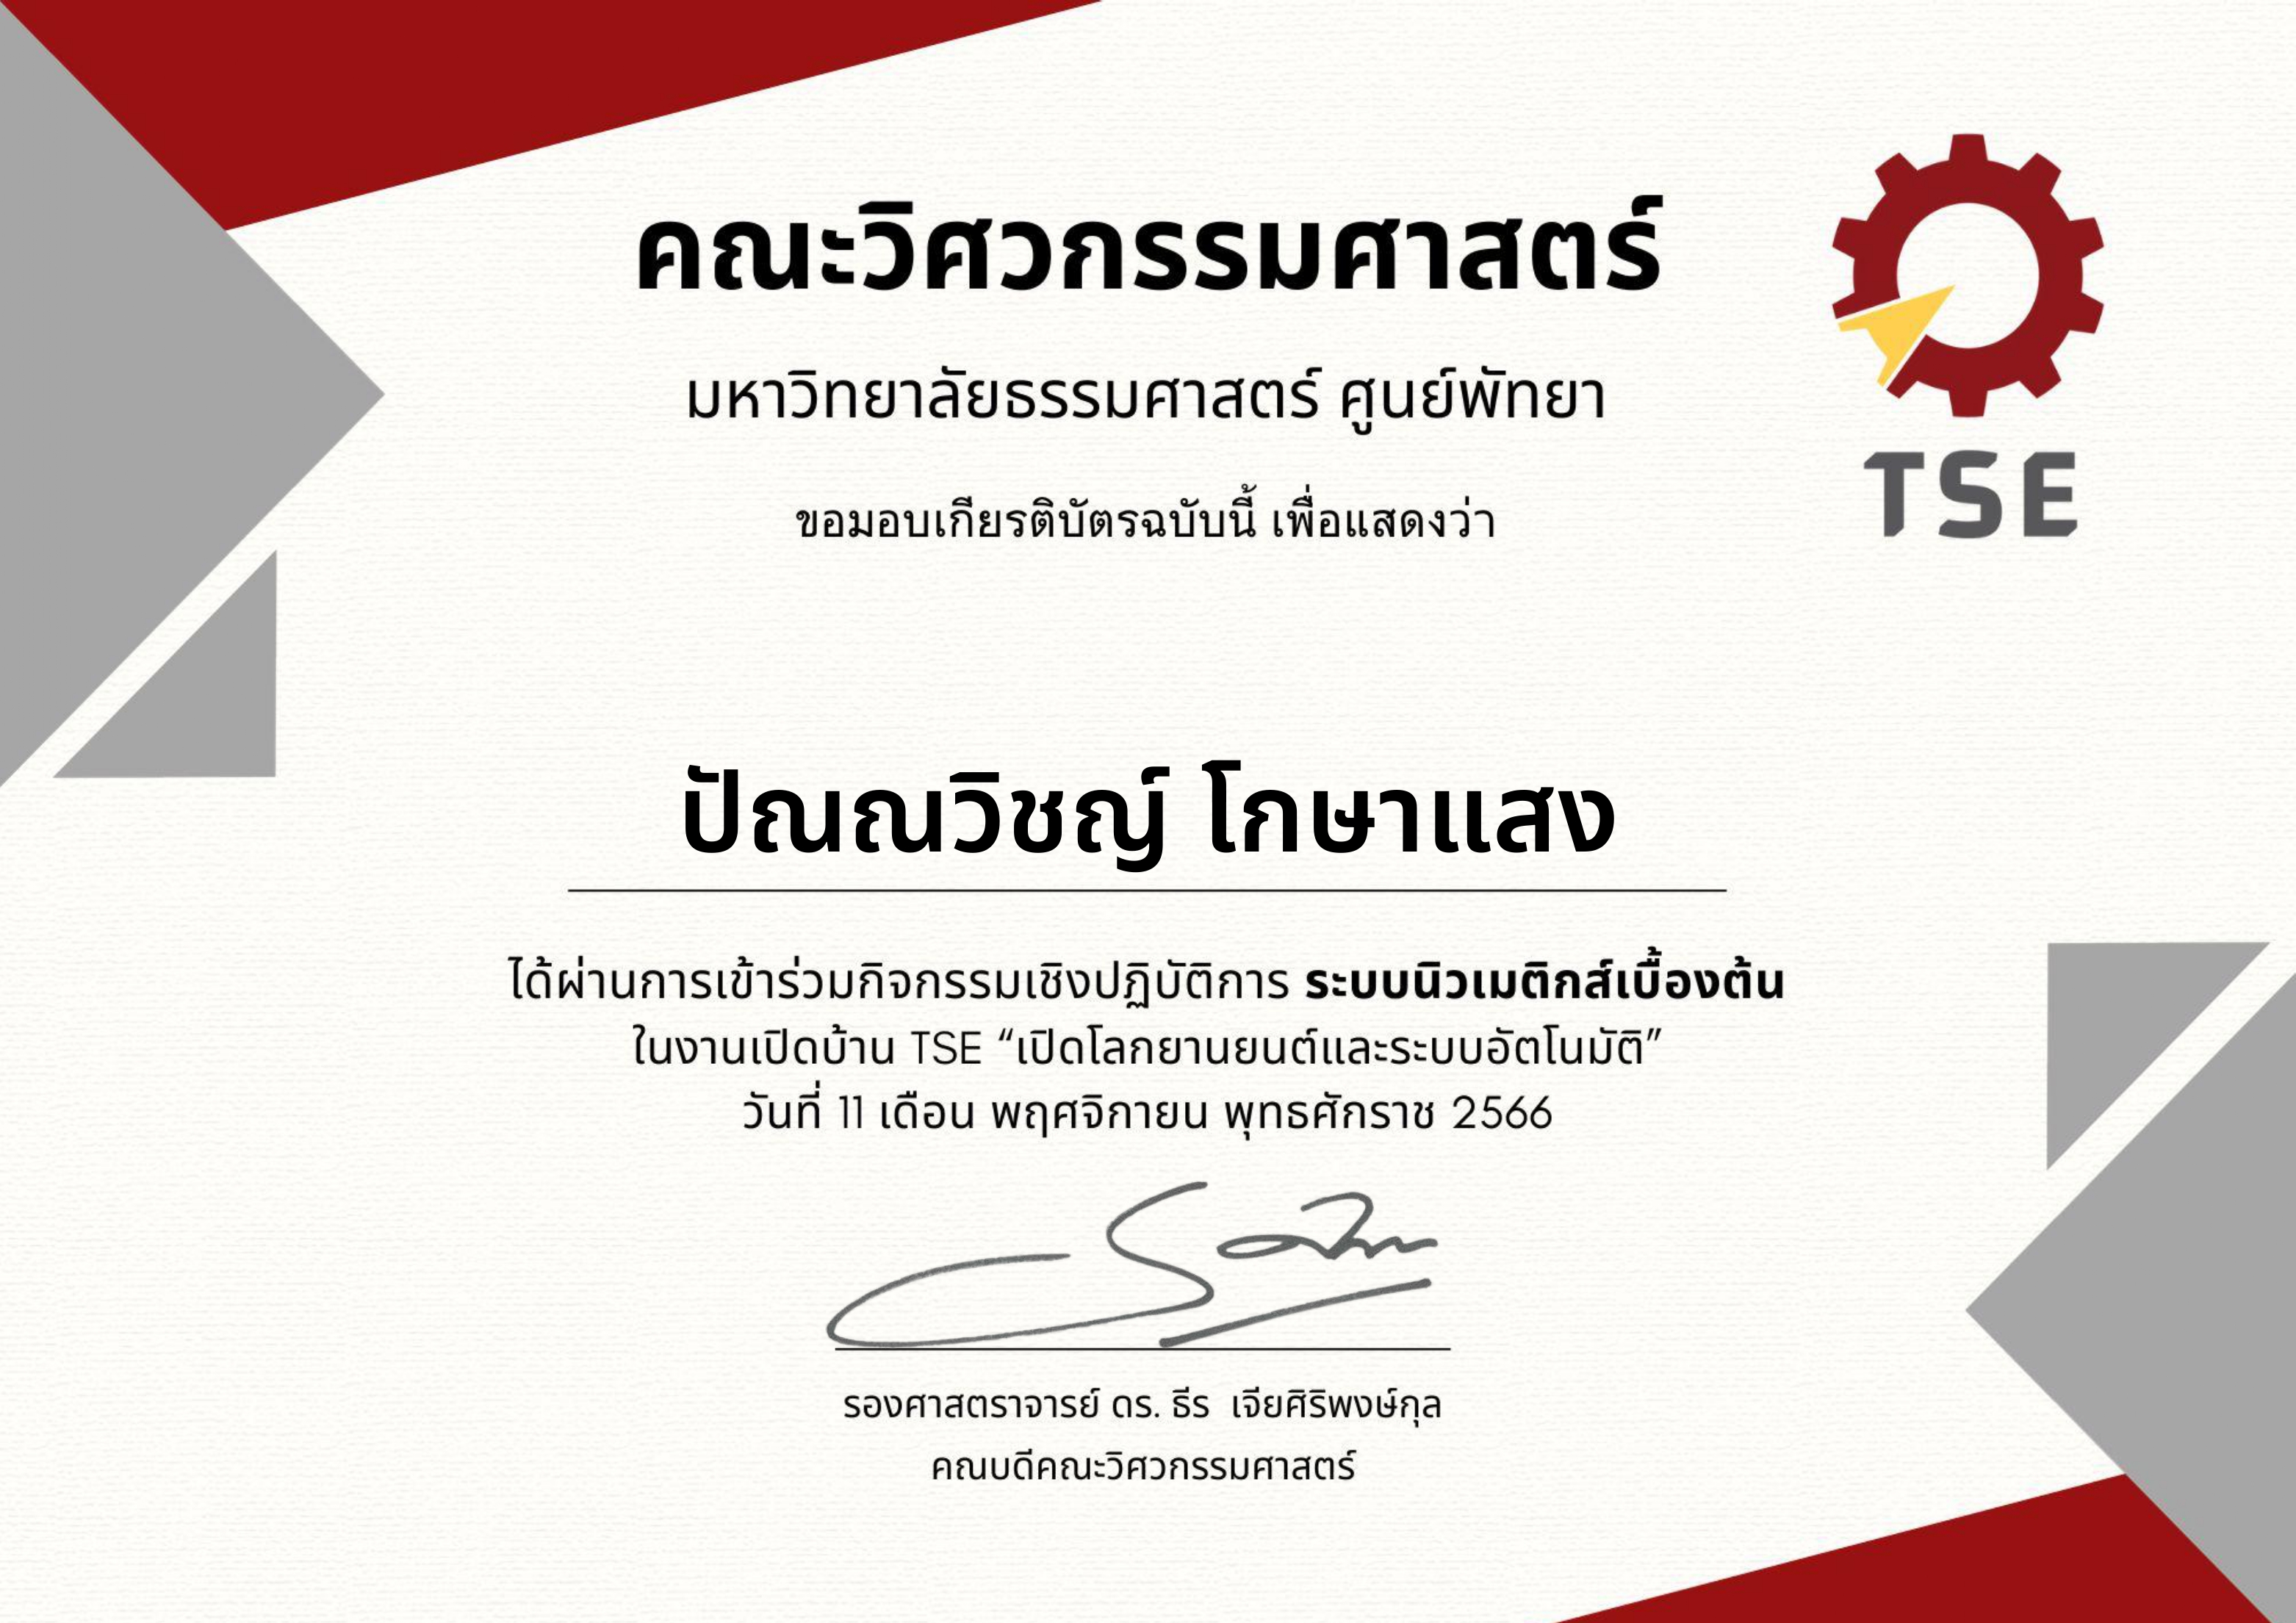 คณะวิศวกรรมศาสตร์
มหาวิทยาลัยธรรมศาสตร์ ศูนย์พัทยา
TSE
ขอมอบเกียรติบัตรฉบับนี้ เพื่อแสดงว่า
ปัณณวิชญ์ โกษาแสง
ได้ผ่านการเข้าร่วมกิจกรรมเชิงปฏิบัติการ ระบบนิวเมติกส์เบื้องต้น
ในงานเปิดบ้าน TSE “เปิดโลกยานยนต์และระบบอัตโนมัติ”
วันที่ 11 เดือน พฤศจิกายน พุทธศักราช 2566
รองศาสตราจารย์ ดร. ธีร เจียศิริพงษ์กุล
คณบดีคณะวิศวกรรมศาสตร์